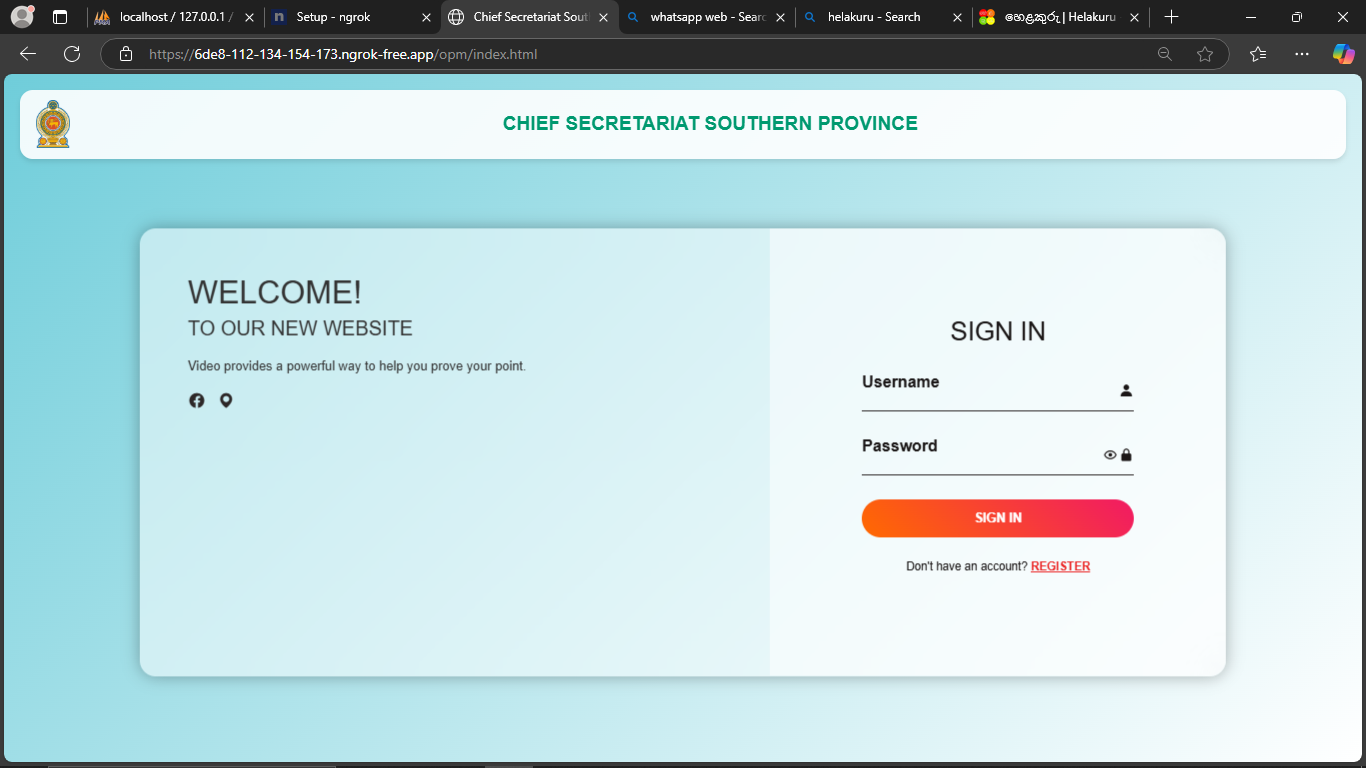 localhost / 127.0.0.1 /
Setup - ngrok
Chief Secretariat Sout
whatsapp web - Searc
helakuru - Search
හෙළකුරු | Helakuru
https://6de8-112-134-154-173.ngrok-free.app/opm/index.html
CHIEF SECRETARIAT SOUTHERN PROVINCE
WELCOME!
TO OUR NEW WEBSITE
Video provides a powerful way to help you prove your point.
SIGN IN
Username
Password
SIGN IN
Don't have an account? REGISTER